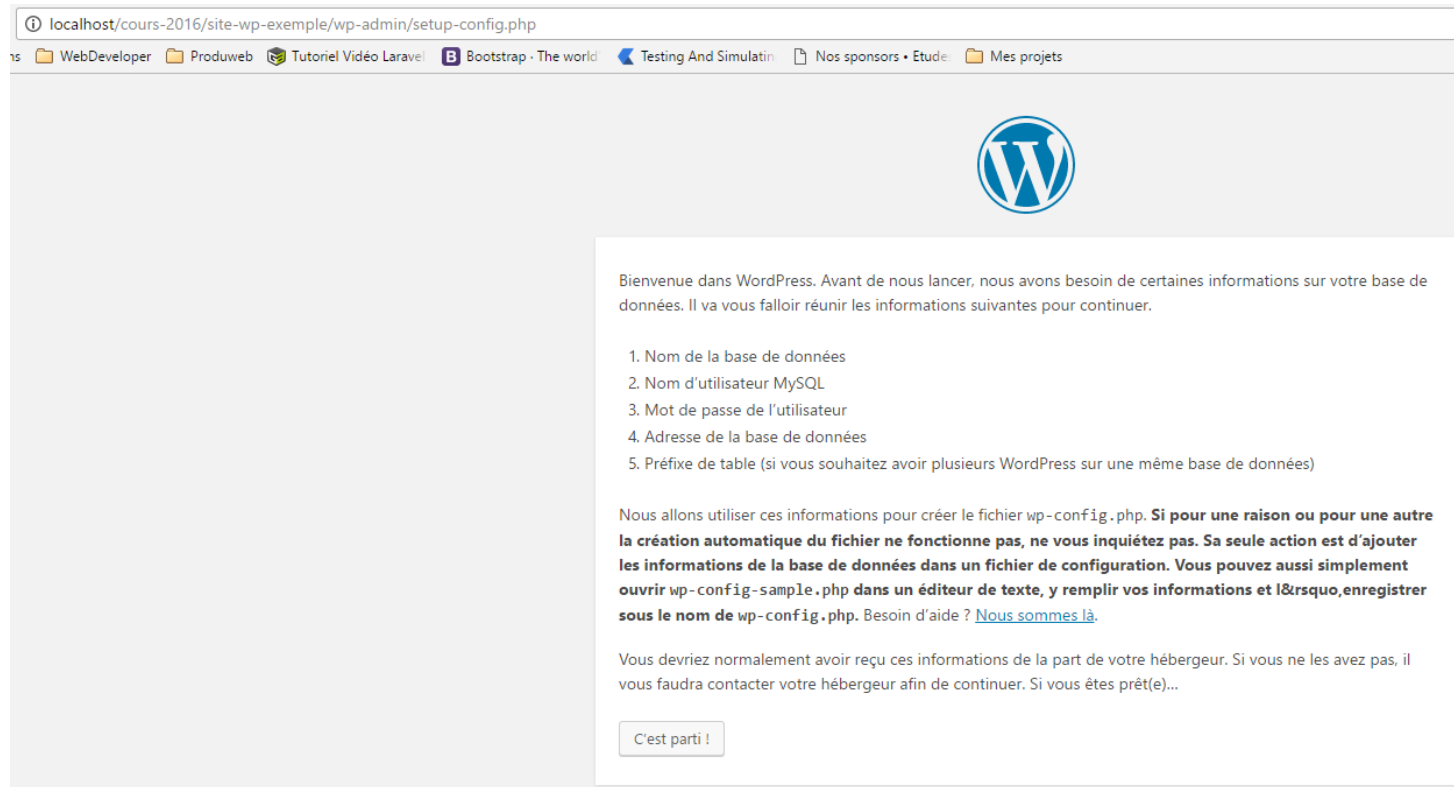 localhost/cours-2016/site-wp-exemple/wp-admin/setup-config.php
ns WebDeveloper Produweb Tutoriel Vidéo Laravel Bootstrap · The world Testing And Simulatin Nos sponsors • Etude Mes projets
Bienvenue dans WordPress. Avant de nous lancer, nous avons besoin de certaines informations sur votre base de
données. Il va vous falloir réunir les informations suivantes pour continuer.
1. Nom de la base de données
2. Nom d’utilisateur MySQL
3. Mot de passe de l’utilisateur
4. Adresse de la base de données
5. Préfixe de table (si vous souhaitez avoir plusieurs WordPress sur une même base de données)
Nous allons utiliser ces informations pour créer le fichier wp-config.php. Si pour une raison ou pour une autre
la création automatique du fichier ne fonctionne pas, ne vous inquiétez pas. Sa seule action est d’ajouter
les informations de la base de données dans un fichier de configuration. Vous pouvez aussi simplement
ouvrir wp-config-sample.php dans un éditeur de texte, y remplir vos informations et l&rsquo,enregistrer
sous le nom de wp-config.php. Besoin d’aide ? Nous sommes là.
Vous devriez normalement avoir reçu ces informations de la part de votre hébergeur. Si vous ne les avez pas, il
vous faudra contacter votre hébergeur afin de continuer. Si vous êtes prêt(e)…
C’est parti !